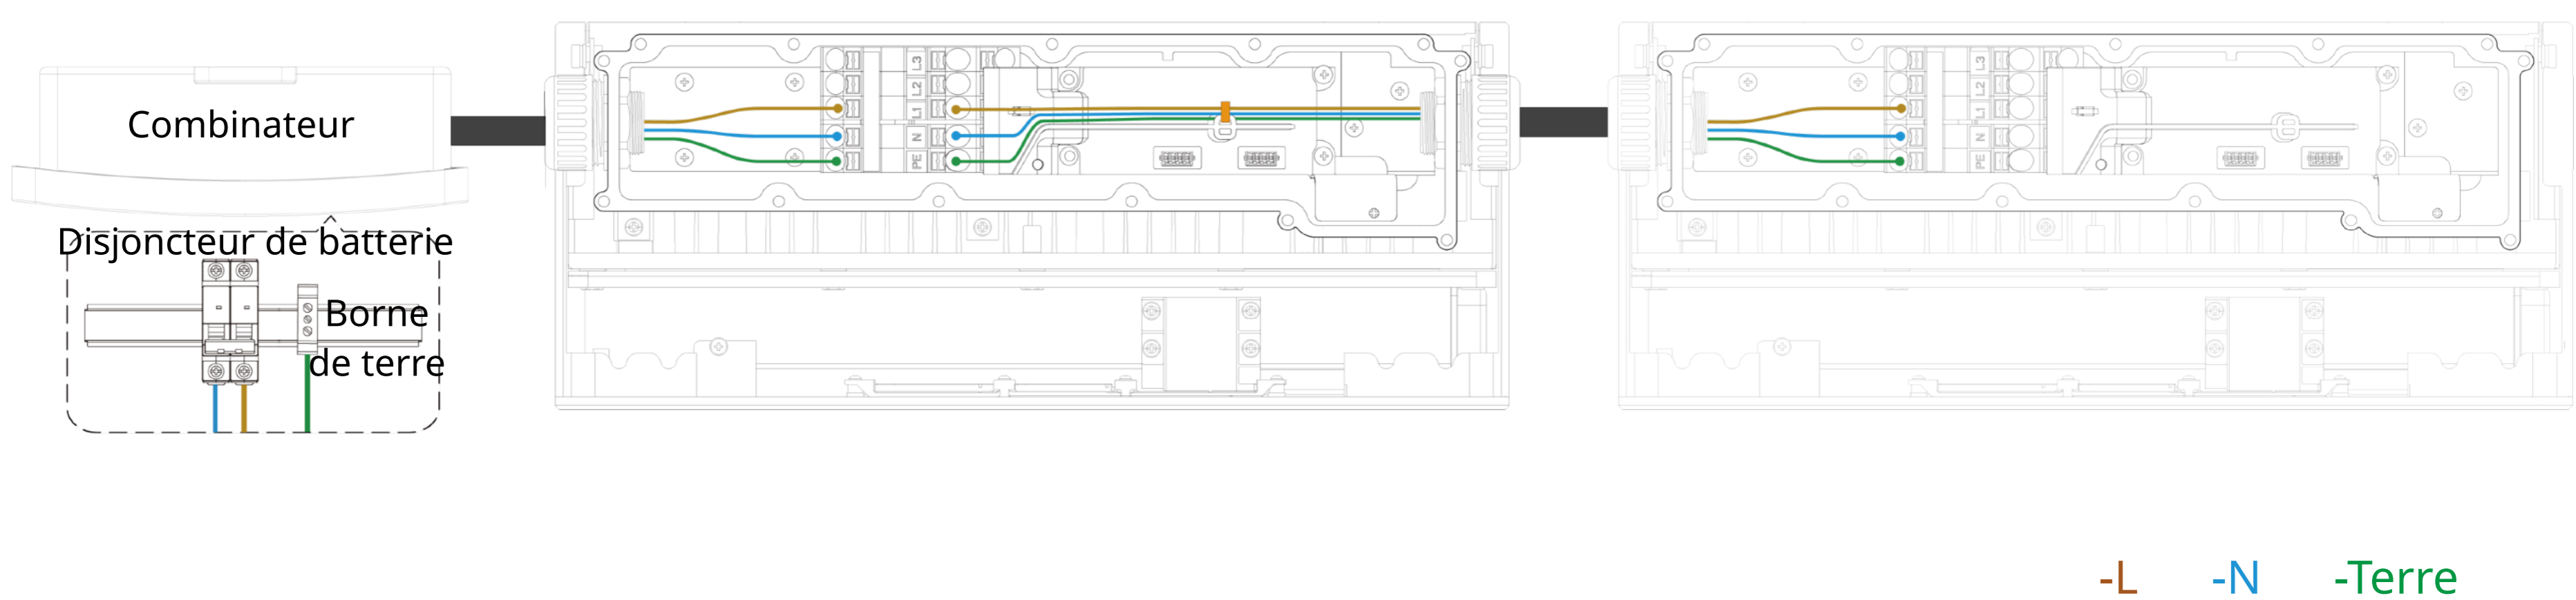 Combinateur
Disjoncteur de batterie
Borne
de terre
L3
L2
L1
N
PE
L3
L2
L1
N
PE
-L -N -Terre